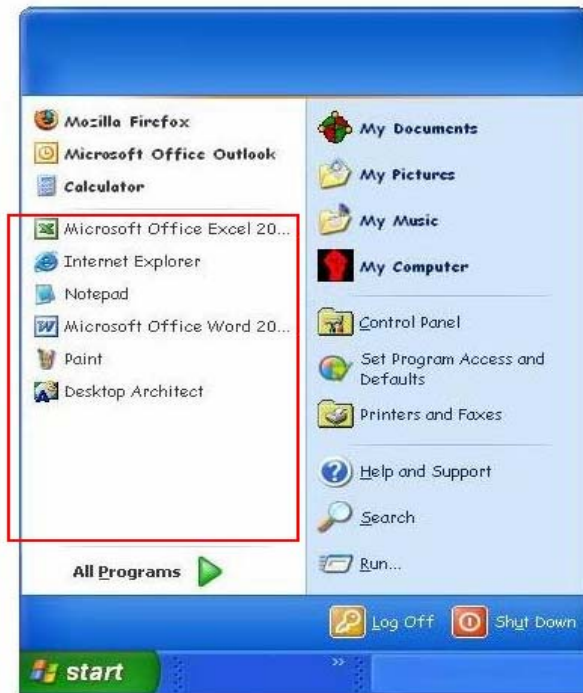 Mozilla Firefox
Microsoft Office Outlook
Calculator
Microsoft Office Excel 20...
Internet Explorer
Notepad
Microsoft Office Word 20...
Paint
Desktop Architect
All Programs
My Documents
My Pictures
My Music
My Computer
Control Panel
Set Program Access and
Defaults
Printers and Faxes
Help and Support
Search
Run...
Log Off
Shut Down
start
»